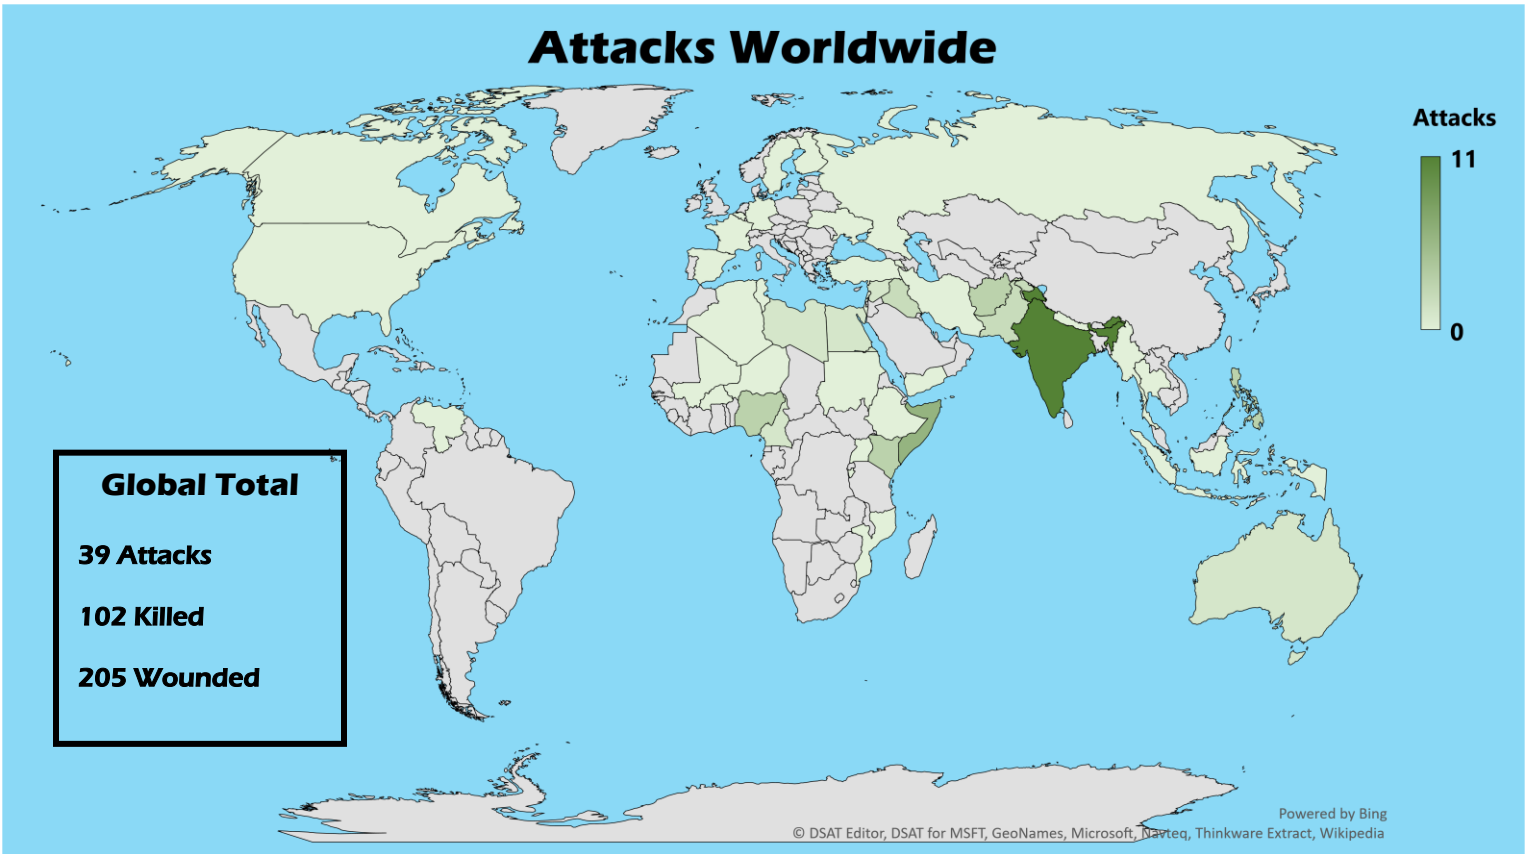 Attacks Worldwide
Attacks
11
0
Global Total
39 Attacks
102 Killed
205 Wounded
Powered by Bing
© DSAT Editor, DSAT for MSFT, GeoNames, Microsoft, Navteq, Thinkware Extract, Wikipedia